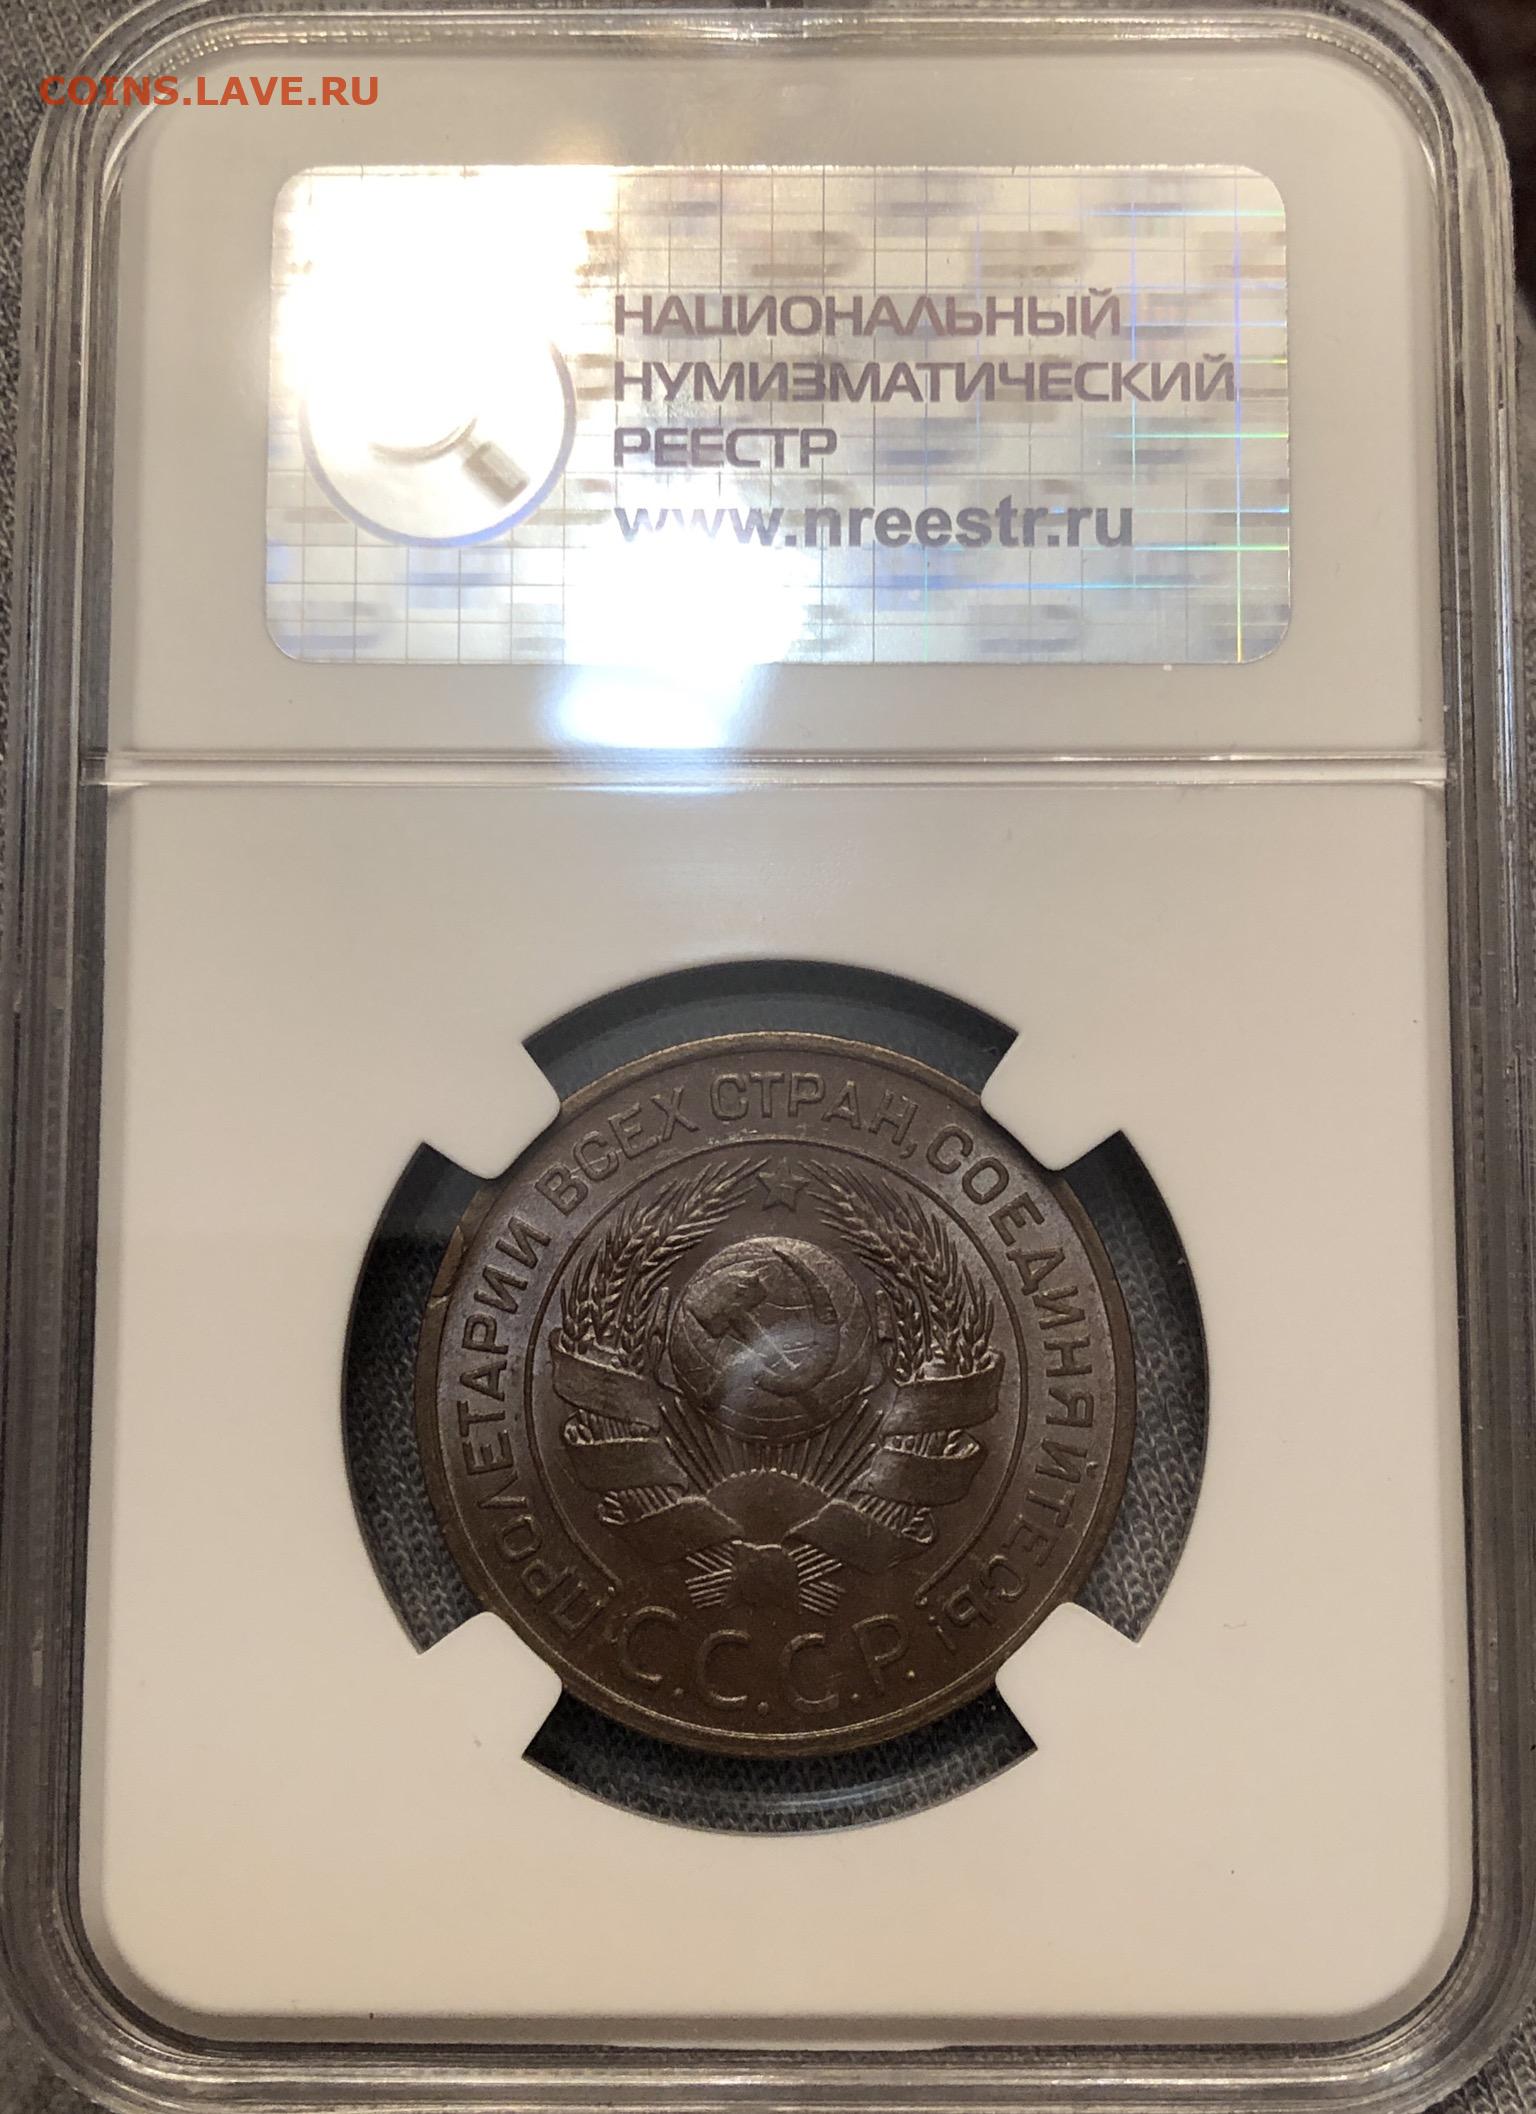 COINS.LAVE.RU
НАЦИОНАЛЬНЫЙ
НУМИЗМАТИЧЕСКИЙ
РЕЕСТР
www.nreestr.ru
ПРОЛЕТАРИИ ВСЕХ СТРАН, СОЕДИНЯЙТЕСЬ!
С.С.С.Р.